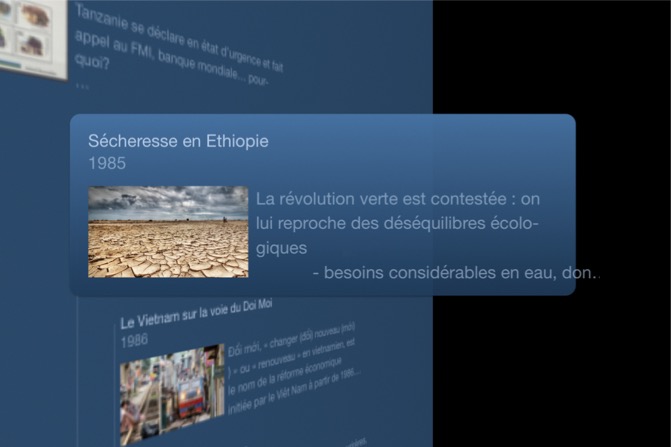 Tanzanie se déclare en état d'urgence et fait
appel au FMI, banque mondiale... pour-
quoi?
...
Sécheresse en Ethiopie
1985
La révolution verte est contestée : on
lui reproche des déséquilibres écolo-
giques
- besoins considérables en eau, don...
Le Vietnam sur la voie du Doi Moi
1986
Đổi mới, « changer (đổi) nouveau (mới)
) » ou « renouveau » en vietnamien, est
le nom de la réforme économique
initiée par le Việt Nam à partir de 1986...